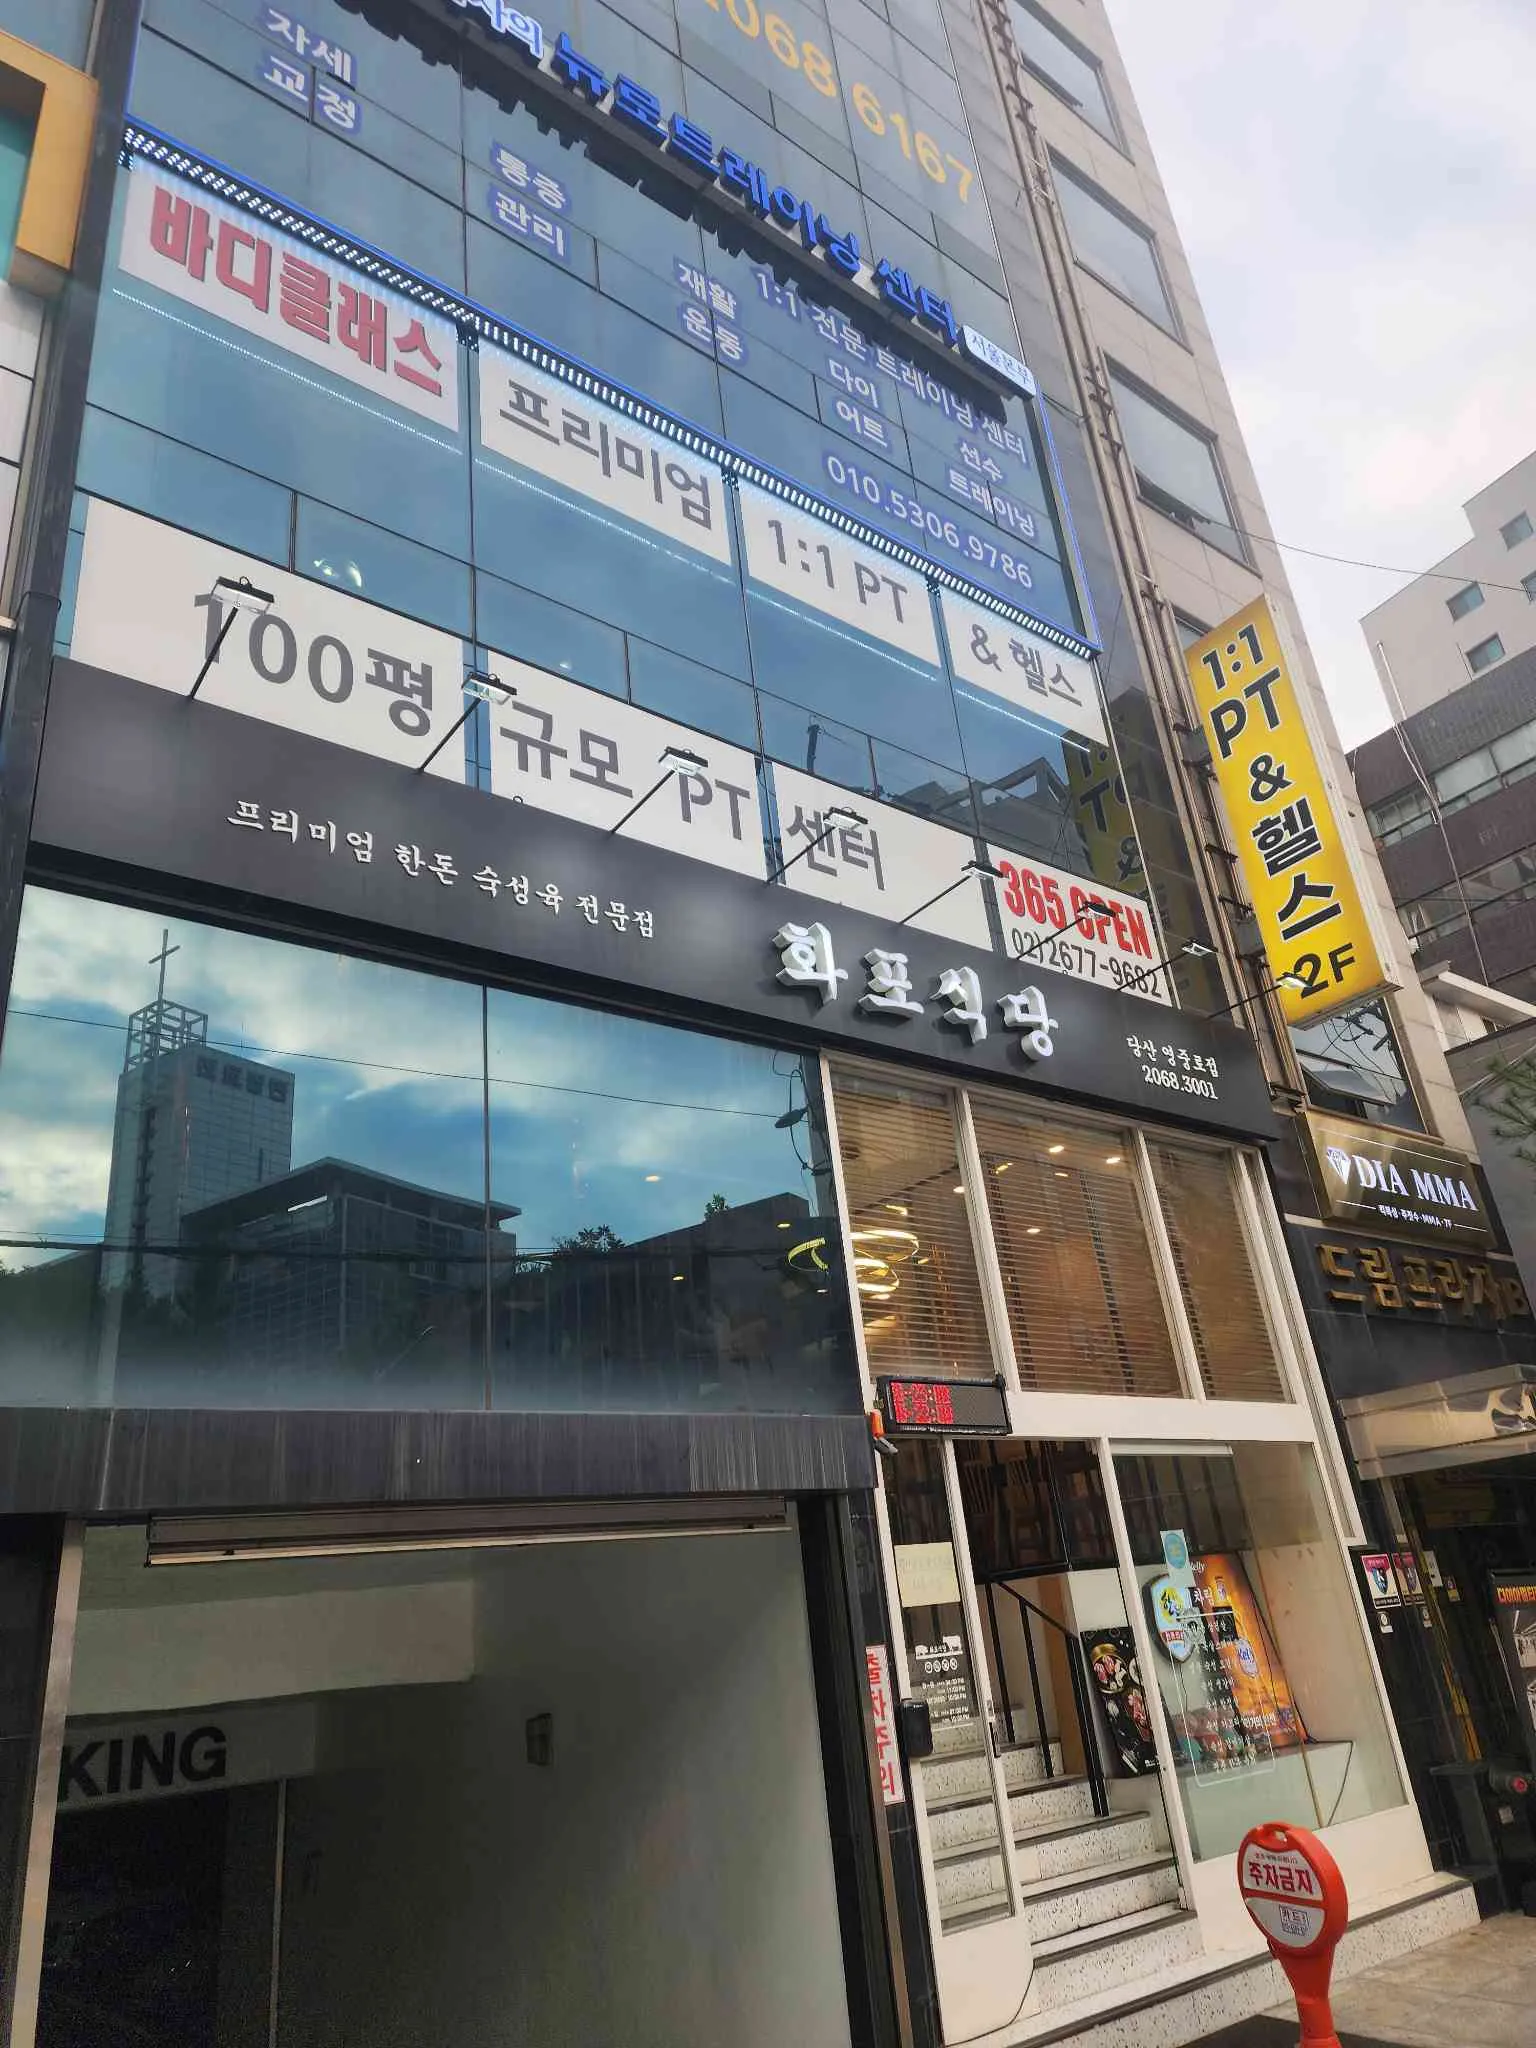 2068 6167
뉴로트레이닝 센터 서울본부
자세
교정
통증
관리
재활
운동
1:1 전문 트레이닝 센터
다이
어트
선수
트레이닝
010.5306.9786
바디클래스
프리미엄
1:1 PT
& 헬스
100평 규모 PT 센터
365 OPEN
02)2677-9682
1:1
PT
&
헬
스
2F
프리미엄 한돈 숙성육 전문점
화포식당
당산 영중로점
2068.3001
DIA MMA
드림프라자
KING
출차주의
Kelly
주차금지